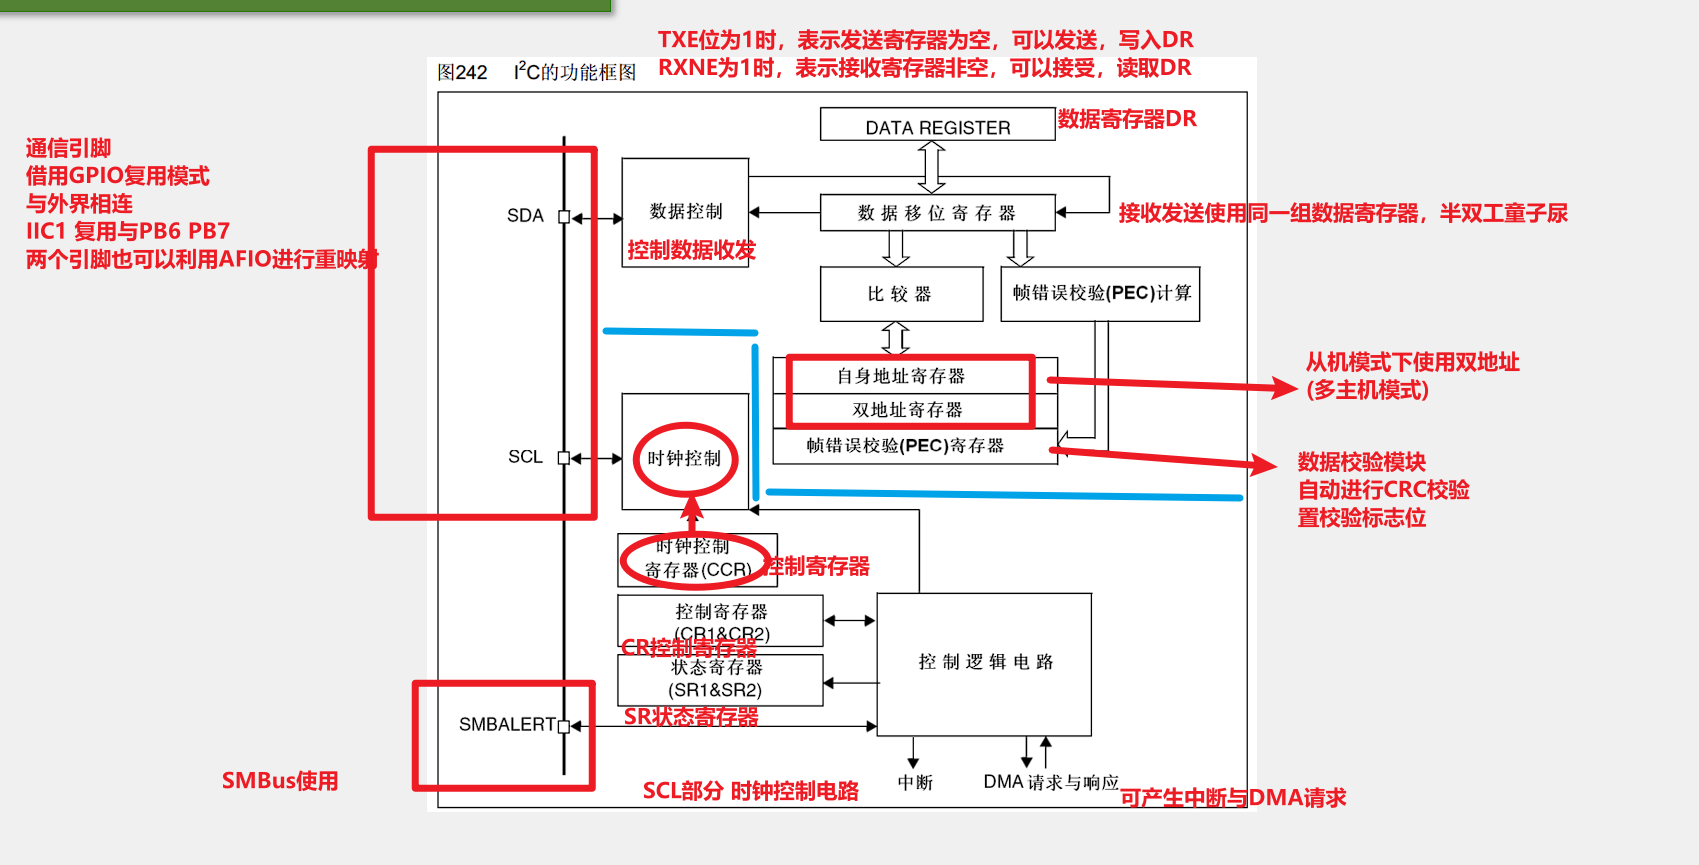 TXE位为1时，表示发送寄存器为空，可以发送，写入DR
图242 I²C的功能框图
RXNE为1时，表示接收寄存器非空，可以接受，读取DR
DATA REGISTER
数据寄存器DR
通信引脚
借用GPIO复用模式
与外界相连
IIC1 复用与PB6 PB7
两个引脚也可以利用AFIO进行重映射
SDA
数据控制
控制数据收发
数据移位寄存器
接收发送使用同一组数据寄存器，半双工童子尿
比较器
帧错误校验(PEC)计算
自身地址寄存器
双地址寄存器
帧错误校验(PEC)寄存器
从机模式下使用双地址
(多主机模式)
数据校验模块
自动进行CRC校验
置校验标志位
SCL
时钟控制
时钟控制
寄存器(CCR)
控制寄存器
控制寄存器
(CR1&CR2)
CR控制寄存器
状态寄存器
(SR1&SR2)
SR状态寄存器
控制逻辑电路
SMBALERT
SMBus使用
SCL部分 时钟控制电路
中断
DMA 请求与响应
可产生中断与DMA请求